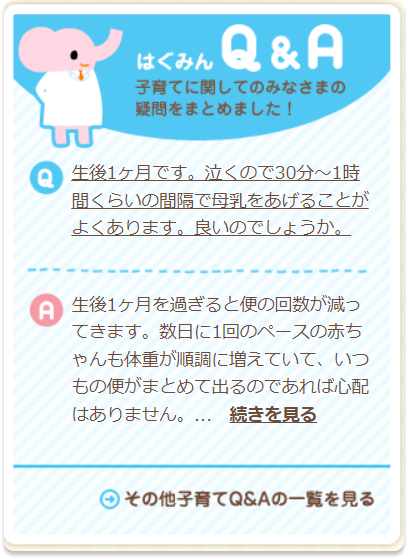 はぐみん Q&A
子育てに関してのみなさまの
疑問をまとめました！
Q 生後1ヶ月です。泣くので30分～1時
間くらいの間隔で母乳をあげることが
よくあります。良いのでしょうか。
A 生後1ヶ月を過ぎると便の回数が減っ
てきます。数日に1回のペースの赤ち
ゃんも体重が順調に増えていて、いつ
もの便がまとめて出るのであれば心配
はありません。... 続きを見る
その他子育てQ&Aの一覧を見る